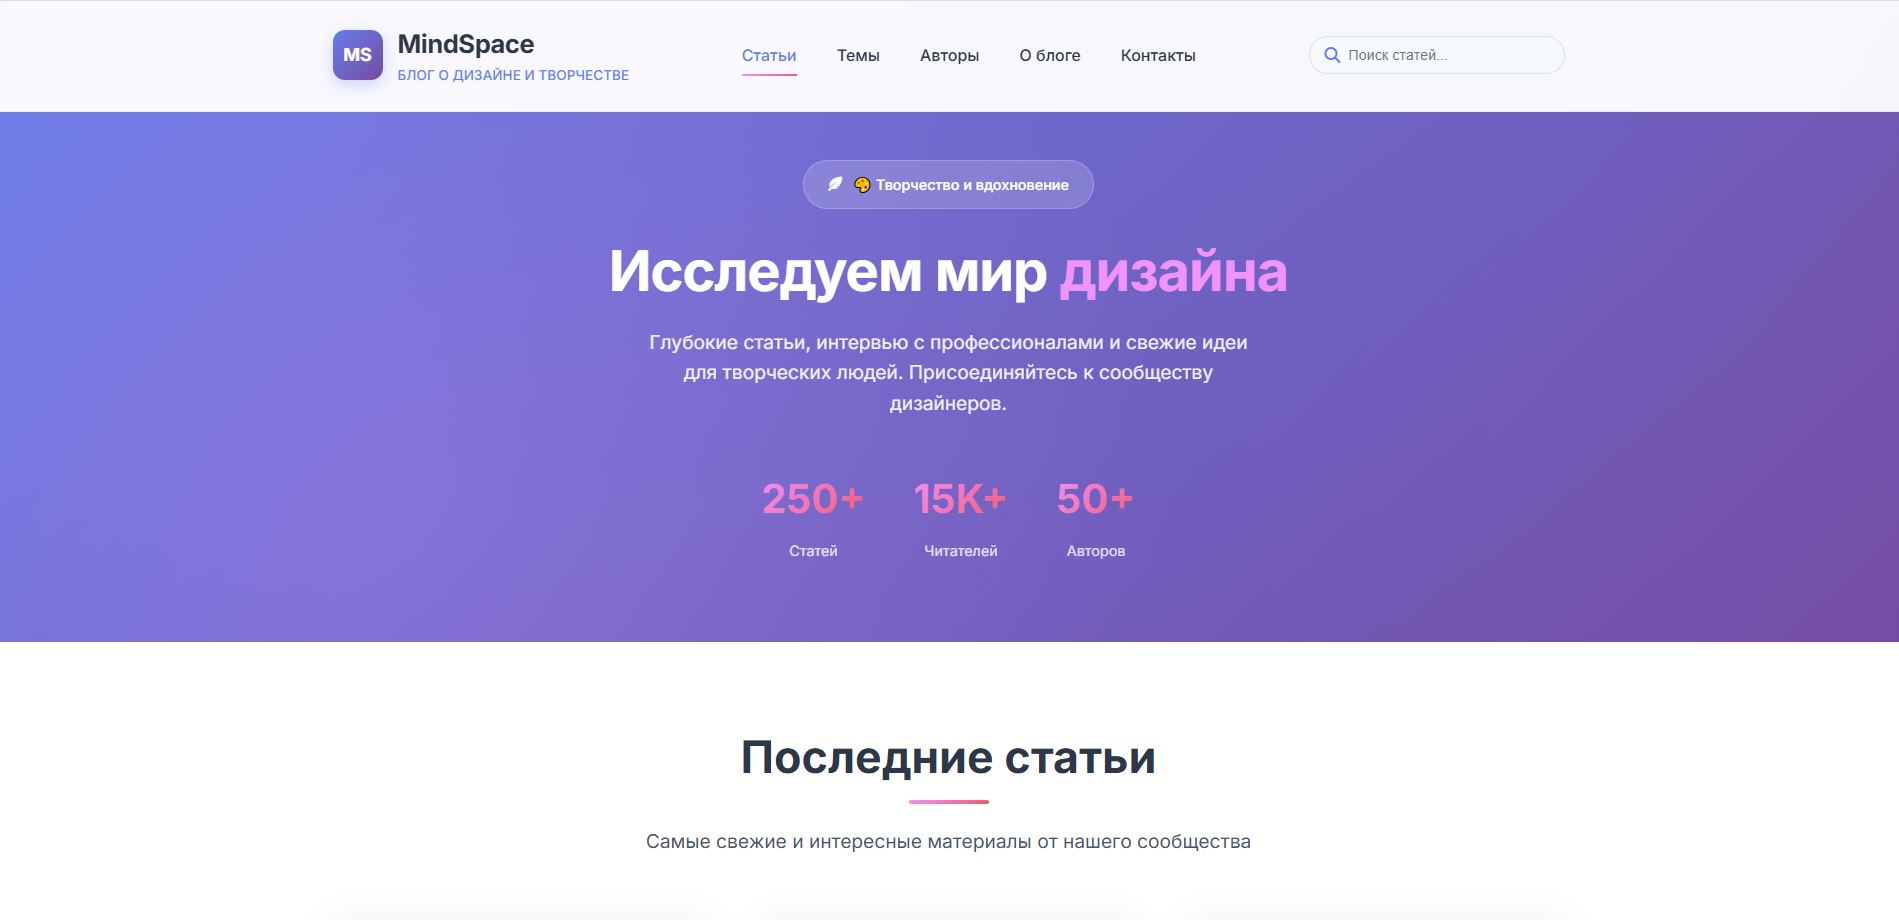 MS
MindSpace
БЛОГ О ДИЗАЙНЕ И ТВОРЧЕСТВЕ
Статьи
Темы
Авторы
О блоге
Контакты
Поиск статей...
🎨 Творчество и вдохновение
Исследуем мир дизайна
Глубокие статьи, интервью с профессионалами и свежие идеи
для творческих людей. Присоединяйтесь к сообществу
дизайнеров.
250+
15K+
50+
Статей
Читателей
Авторов
Последние статьи
Самые свежие и интересные материалы от нашего сообщества